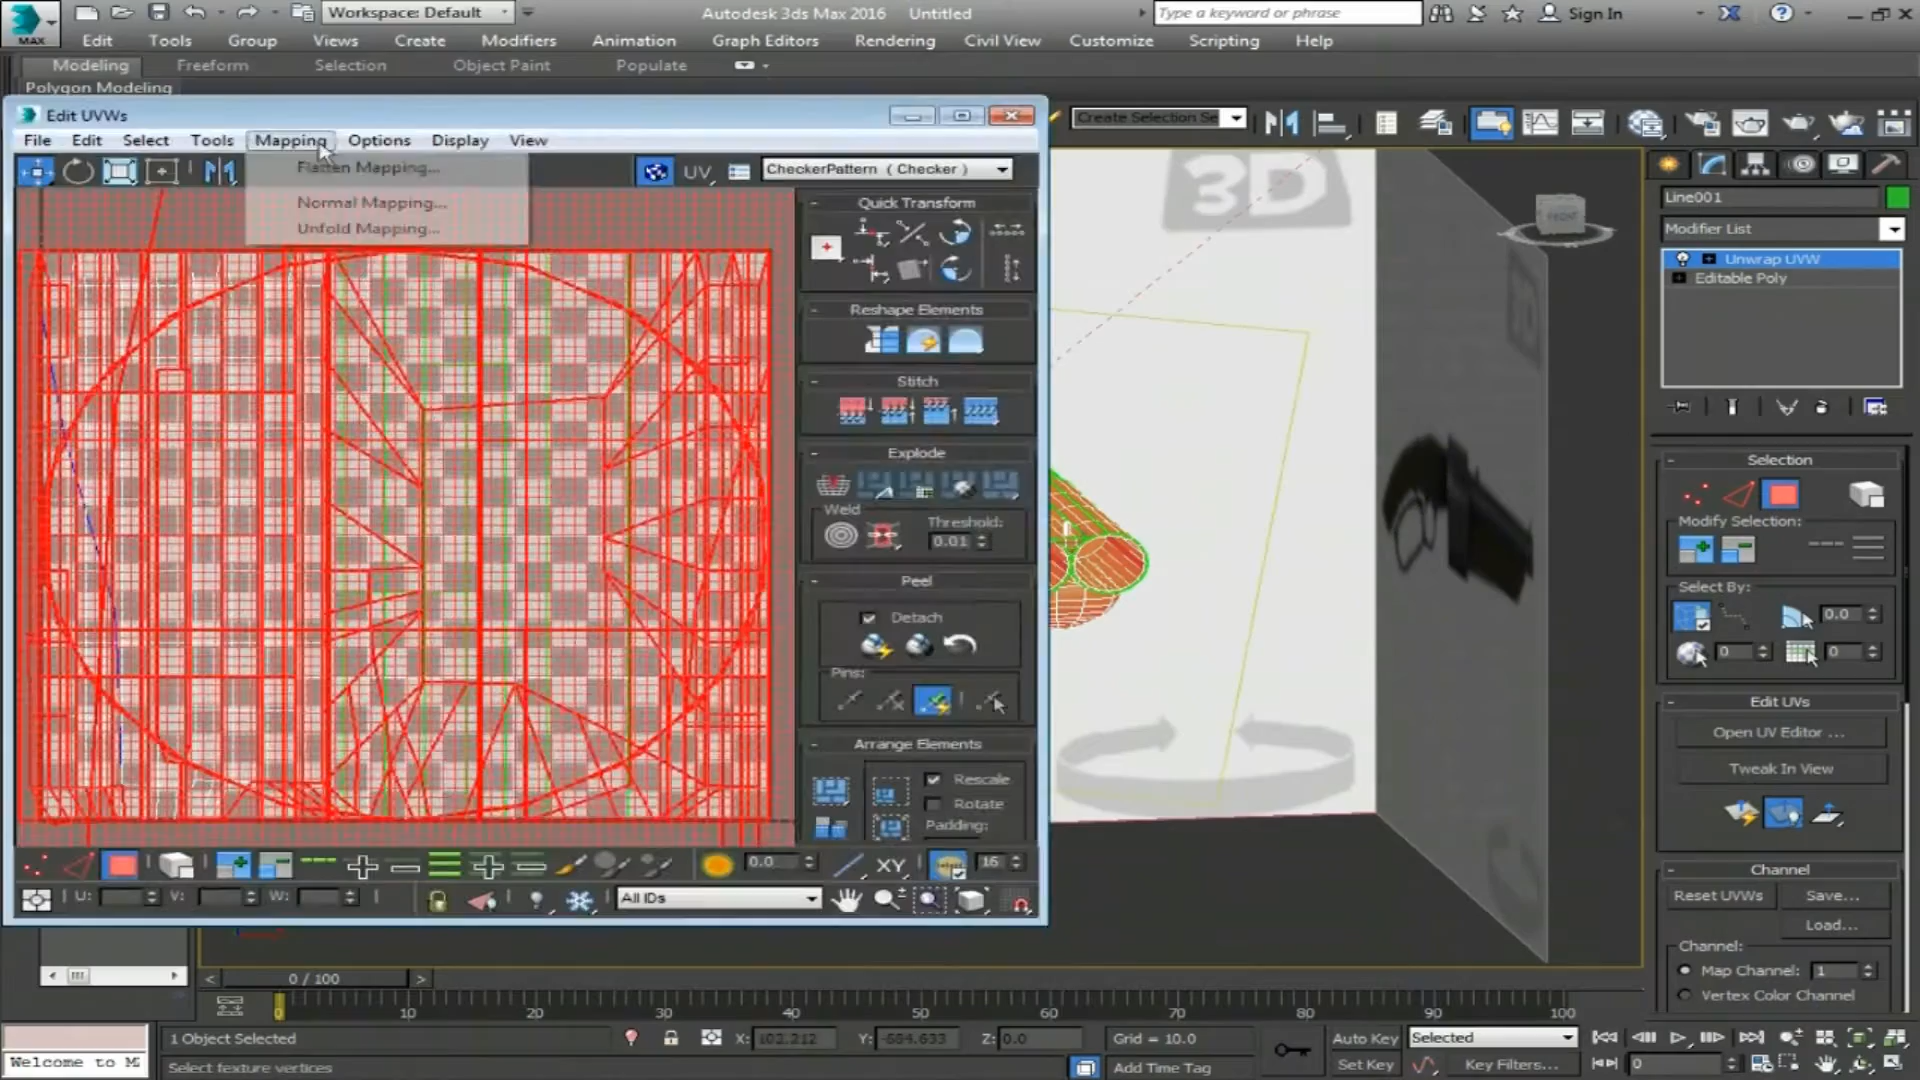 MAX
Workspace: Default
Autodesk 3ds Max 2016 Untitled
Type a keyword or phrase
Sign In
Edit Tools Group Views Create Modifiers Animation Graph Editors Rendering Civil View Customize Scripting Help
Modeling Freeform Selection Object Paint Populate
Polygon Modeling
Edit UVWs
File Edit Select Tools Mapping Options Display View
Flatten Mapping...
Normal Mapping...
Unfold Mapping...
UV
CheckerPattern ( Checker )
Quick Transform
Reshape Elements
Stitch
Explode
Weld
Threshold:
0.01
Peel
Detach
Pins:
Arrange Elements
Rescale
Rotate
Padding:
0.0
XY
16
U: V: W:
All IDs
Create Selection Se
3D
FRONT
Line001
Modifier List
Unwrap UVW
Editable Poly
Selection
Modify Selection:
Select By:
0.0
0
0
Edit UVs
Open UV Editor ...
Tweak In View
Channel
Reset UVWs Save...
Load...
Channel:
Map Channel: 1
Vertex Color Channel
0 / 100
0 10 20 30 40 50 60 70 80 90 100
1 Object Selected
X: 103.212 Y: -684.633 Z: 0.0
Grid = 10.0
Auto Key Selected
Welcome to M
Select feature vertices
Add Time Tag
Set Key Key Filters...
0